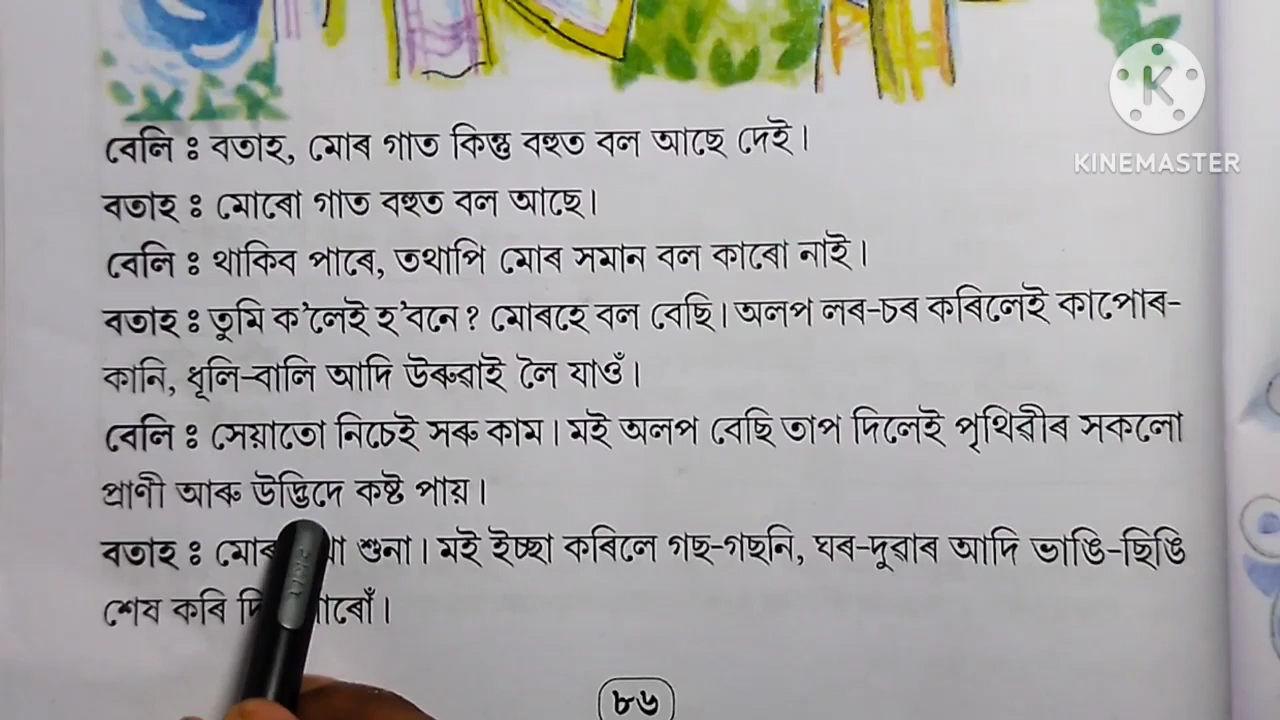 KINEMASTER
বেলি ঃ বতাহ, মোৰ গাত কিন্তু বহুত বল আছে দেই।
বতাহ ঃ মোৰো গাত বহুত বল আছে।
বেলি ঃ থাকিব পাৰে, তথাপি মোৰ সমান বল কাৰো নাই।
বতাহ ঃ তুমি ক'লেই হ'বনে? মোৰহে বল বেছি। অলপ লৰ-চৰ কৰিলেই কাপোৰ-
কানি, ধূলি-বালি আদি উৰুৱাই লৈ যাওঁ।
বেলি ঃ সেয়াতো নিচেই সৰু কাম। মই অলপ বেছি তাপ দিলেই পৃথিৱীৰ সকলো
প্ৰাণী আৰু উদ্ভিদে কষ্ট পায়।
বতাহ ঃ মোৰ শুনা। মই ইচ্ছা কৰিলে গছ-গছনি, ঘৰ-দুৱাৰ আদি ভাঙি-ছিঙি
শেষ কৰি
৮৬